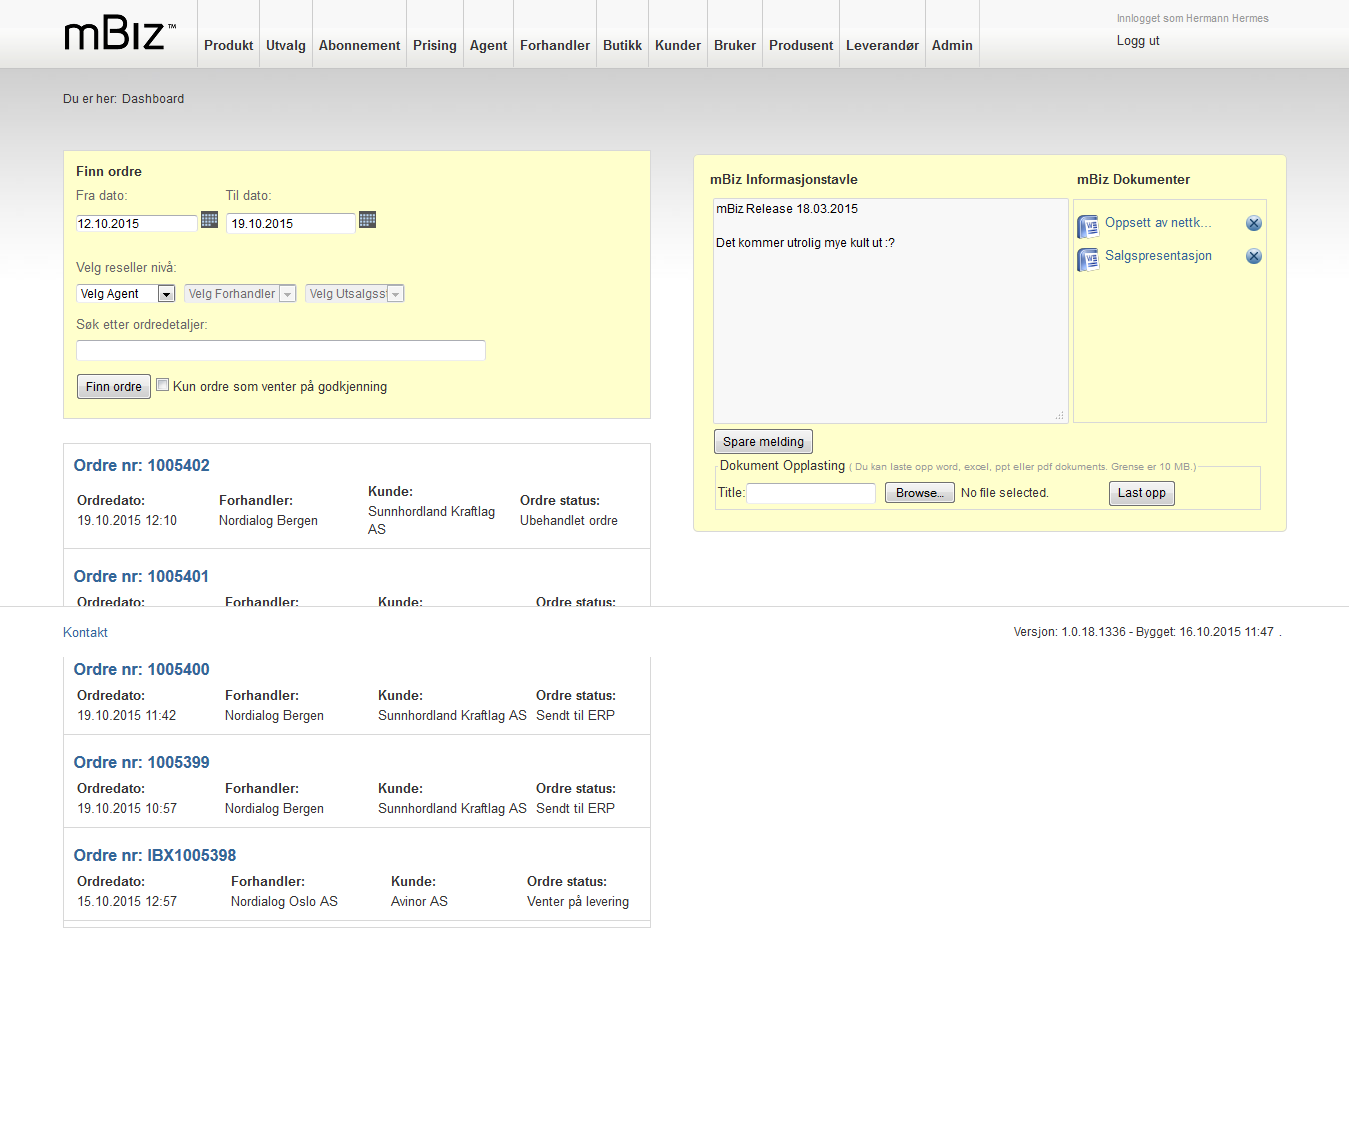 mBiz™
Produkt Utvalg Abonnement Prising Agent Forhandler Butikk Kunder Bruker Produsent Leverandør Admin
Innlogget som Hermann Hermes
Logg ut
Du er her: Dashboard
Finn ordre
Fra dato: Til dato:
12.10.2015 19.10.2015
Velg reseller nivå:
Velg Agent Velg Forhandler Velg Utsalgss
Søk etter ordredetaljer:
Finn ordre Kun ordre som venter på godkjenning
mBiz Informasjonstavle
mBiz Release 18.03.2015
Det kommer utrolig mye kult ut :?
mBiz Dokumenter
Oppsett av nettk...
Salgspresentasjon
Spare melding
Dokument Opplasting ( Du kan laste opp word, excel, ppt eller pdf dokuments. Grense er 10 MB.)
Title: Browse... No file selected. Last opp
Ordre nr: 1005402
Ordredato: Forhandler: Kunde: Ordre status:
19.10.2015 12:10 Nordialog Bergen Sunnhordland Kraftlag Ubehandlet ordre
AS
Ordre nr: 1005401
Ordredato: Forhandler: Kunde: Ordre status:
Kontakt Versjon: 1.0.18.1336 - Bygget: 16.10.2015 11:47 .
Ordre nr: 1005400
Ordredato: Forhandler: Kunde: Ordre status:
19.10.2015 11:42 Nordialog Bergen Sunnhordland Kraftlag AS Sendt til ERP
Ordre nr: 1005399
Ordredato: Forhandler: Kunde: Ordre status:
19.10.2015 10:57 Nordialog Bergen Sunnhordland Kraftlag AS Sendt til ERP
Ordre nr: IBX1005398
Ordredato: Forhandler: Kunde: Ordre status:
15.10.2015 12:57 Nordialog Oslo AS Avinor AS Venter på levering